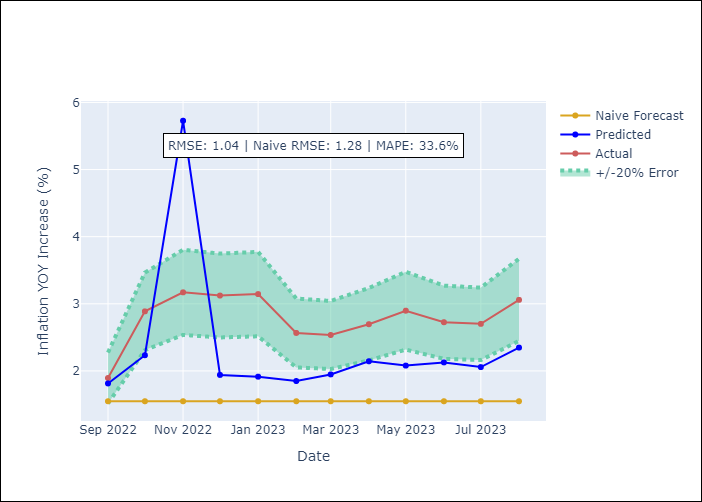 6
5
4
3
2
Inflation YOY Increase (%)
RMSE: 1.04 | Naive RMSE: 1.28 | MAPE: 33.6%
Naive Forecast
Predicted
Actual
+/-20% Error
Sep 2022 Nov 2022 Jan 2023 Mar 2023 May 2023 Jul 2023
Date